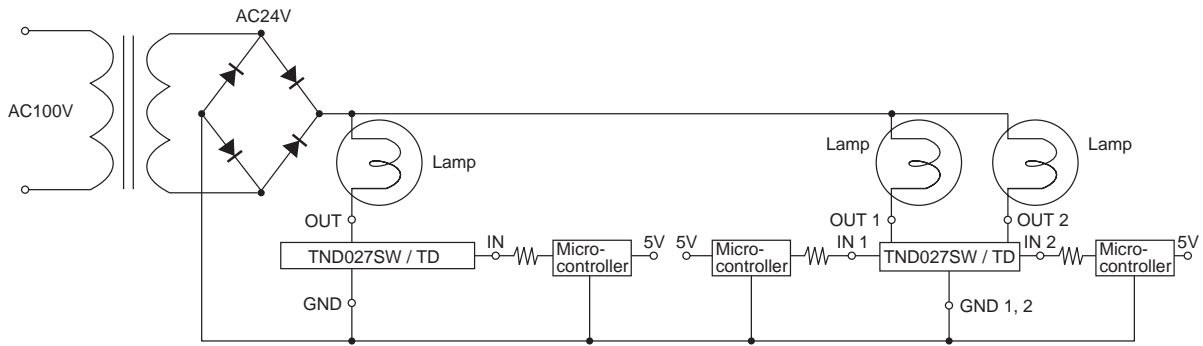 AC24V
AC100V
Lamp
Lamp
Lamp
OUT
OUT 1
OUT 2
TND027SW / TD
IN
Micro-
controller
5V
5V
Micro-
controller
IN 1
TND027SW / TD
IN 2
Micro-
controller
5V
GND
GND 1, 2